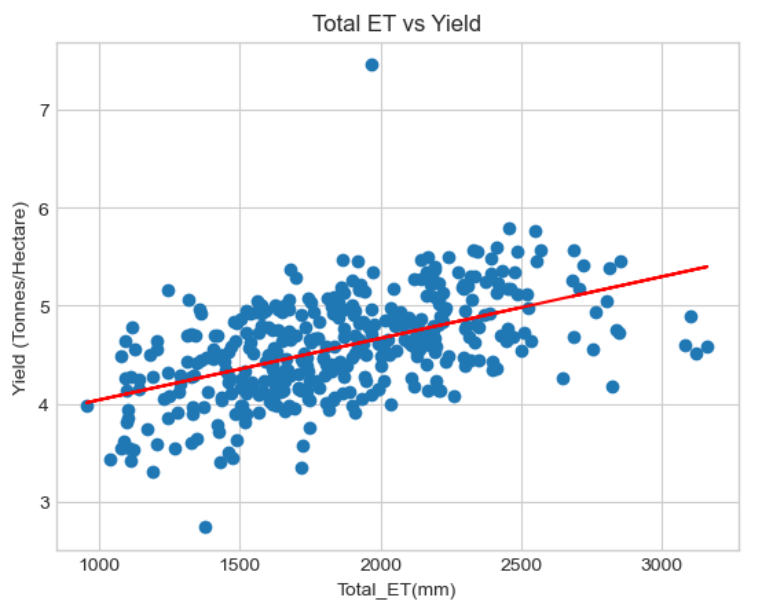 Total ET vs Yield
7
6
5
4
3
Yield (Tonnes/Hectare)
1000 1500 2000 2500 3000
Total_ET(mm)